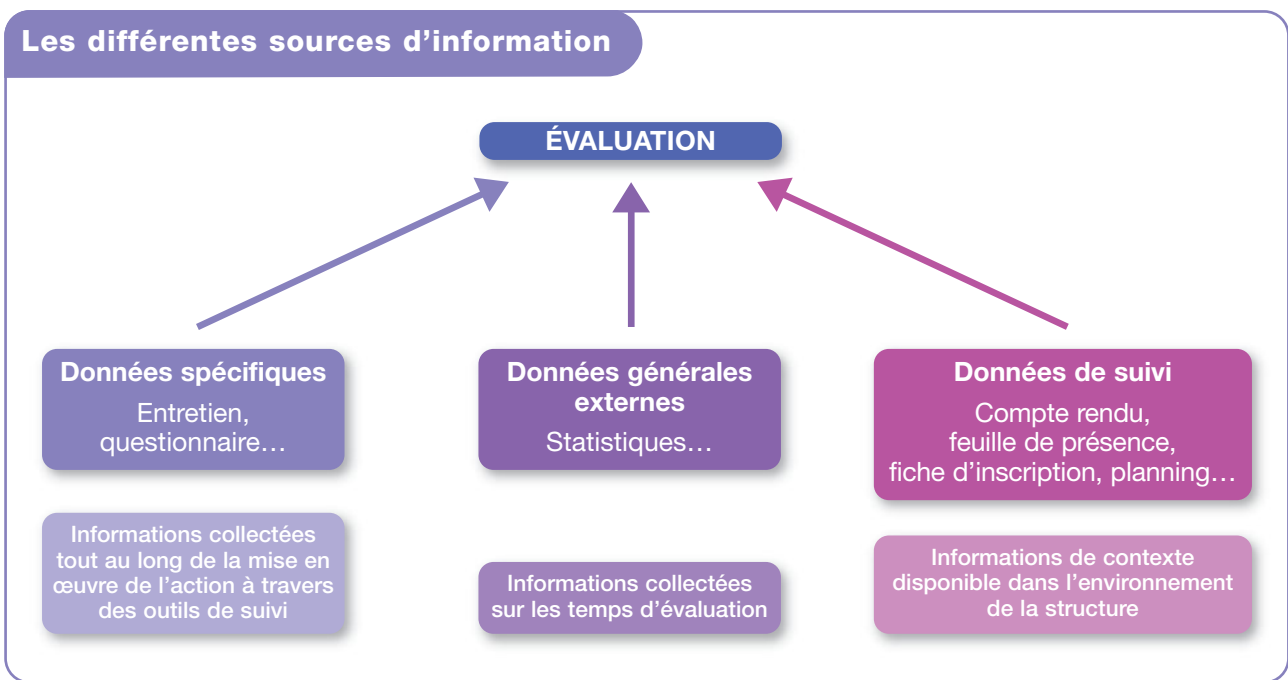 Les différentes sources d’information
ÉVALUATION
Données spécifiques
Entretien,
questionnaire…
Informations collectées
tout au long de la mise en
œuvre de l’action à travers
des outils de suivi
Données générales
externes
Statistiques…
Informations collectées
sur les temps d’évaluation
Données de suivi
Compte rendu,
feuille de présence,
fiche d’inscription, planning…
Informations de contexte
disponible dans l’environnement
de la structure